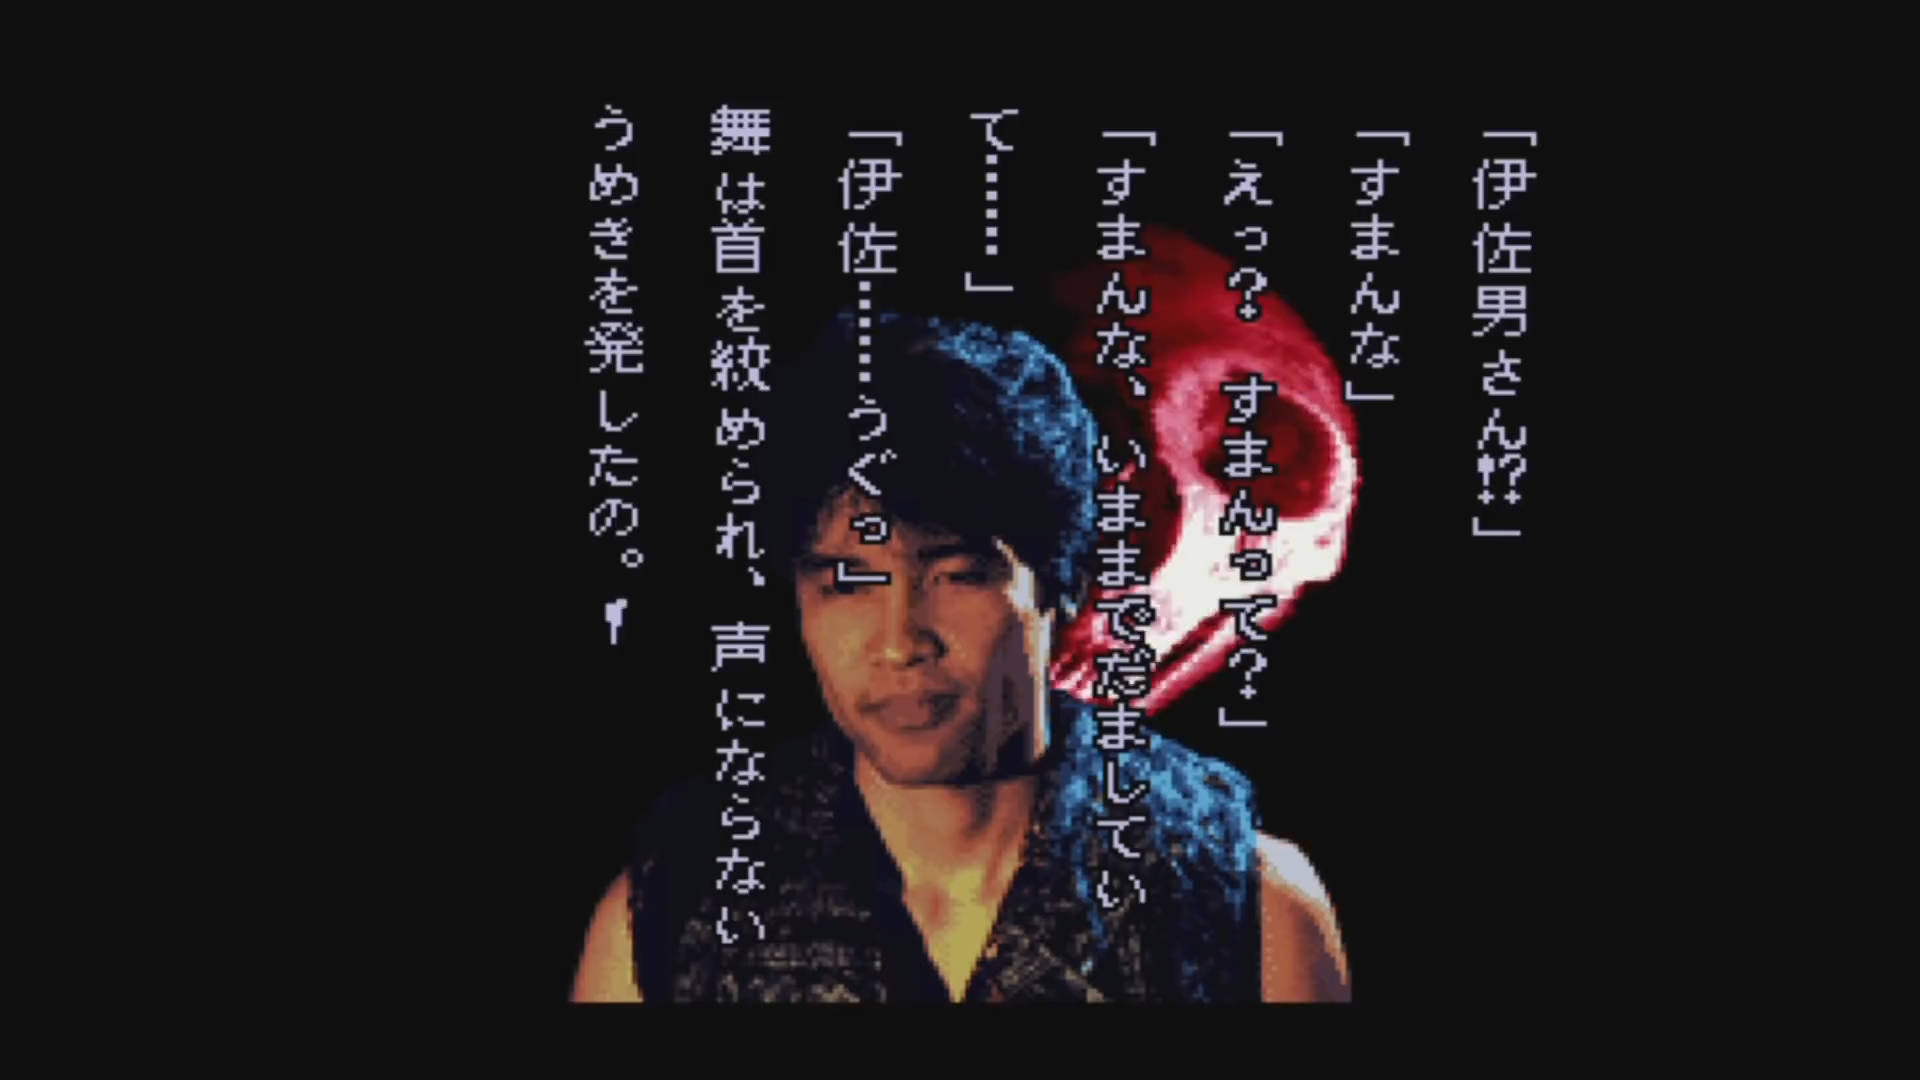 「伊佐男さん!?」
「すまんな」
「えっ？　すまんって？」
「すまんな、いままでだましてい
て……」
「伊佐……うぐっ」
舞は首を絞められ、声にならない
うめきを発したの。